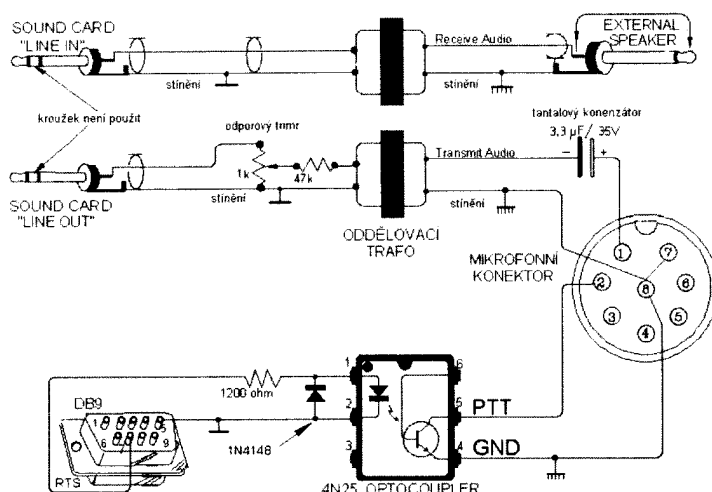 SOUND CARD
"LINE IN"
stínění
Receive Audio
stínění
EXTERNAL
SPEAKER
kroužek není použit
odporový trimr
1k
47k
stínění
SOUND CARD
"LINE OUT"
ODDĚLOVACI
TRAFO
Transmit Audio
stínění
tantalový konenzátor
3,3 µF/ 35V
− +
MIKROFONNÍ
KONEKTOR
1
2
3
4
5
6
7
8
1200 ohm
1N4148
DB9
1
5
6
7
9
RTS
1
2
3
6
5
4
PTT
GND
4N25 OPTOCOUPLER